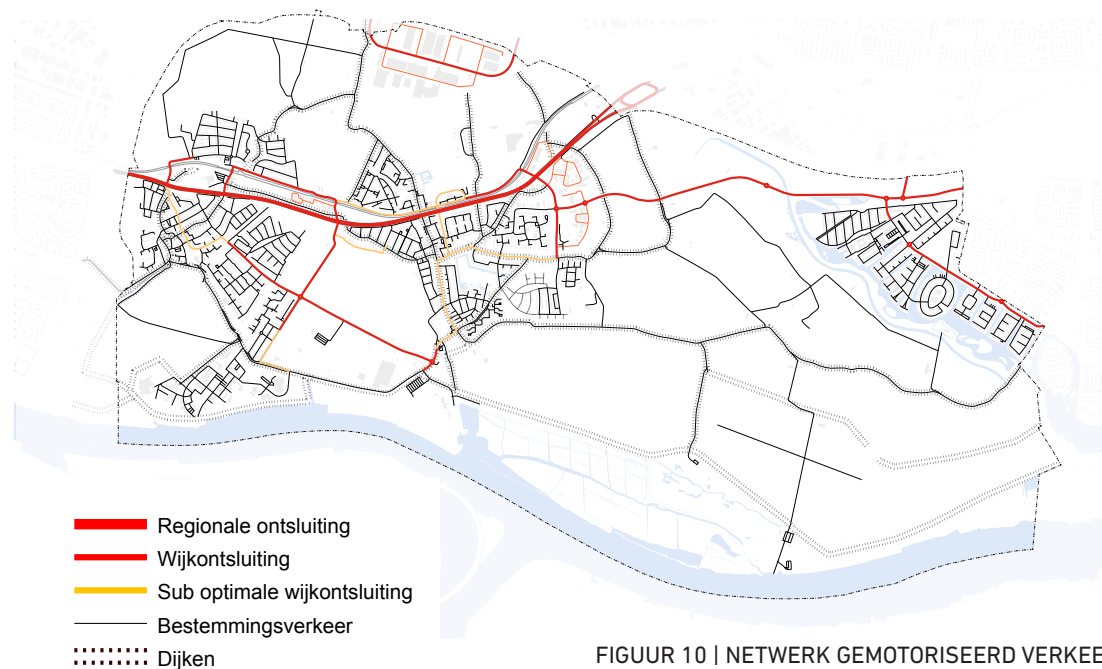 Regionale ontsluiting
Wijkontsluiting
Sub optimale wijkontsluiting
Bestemmingsverkeer
Dijken
FIGUUR 10 | NETWERK GEMOTORISEERD VERKEE